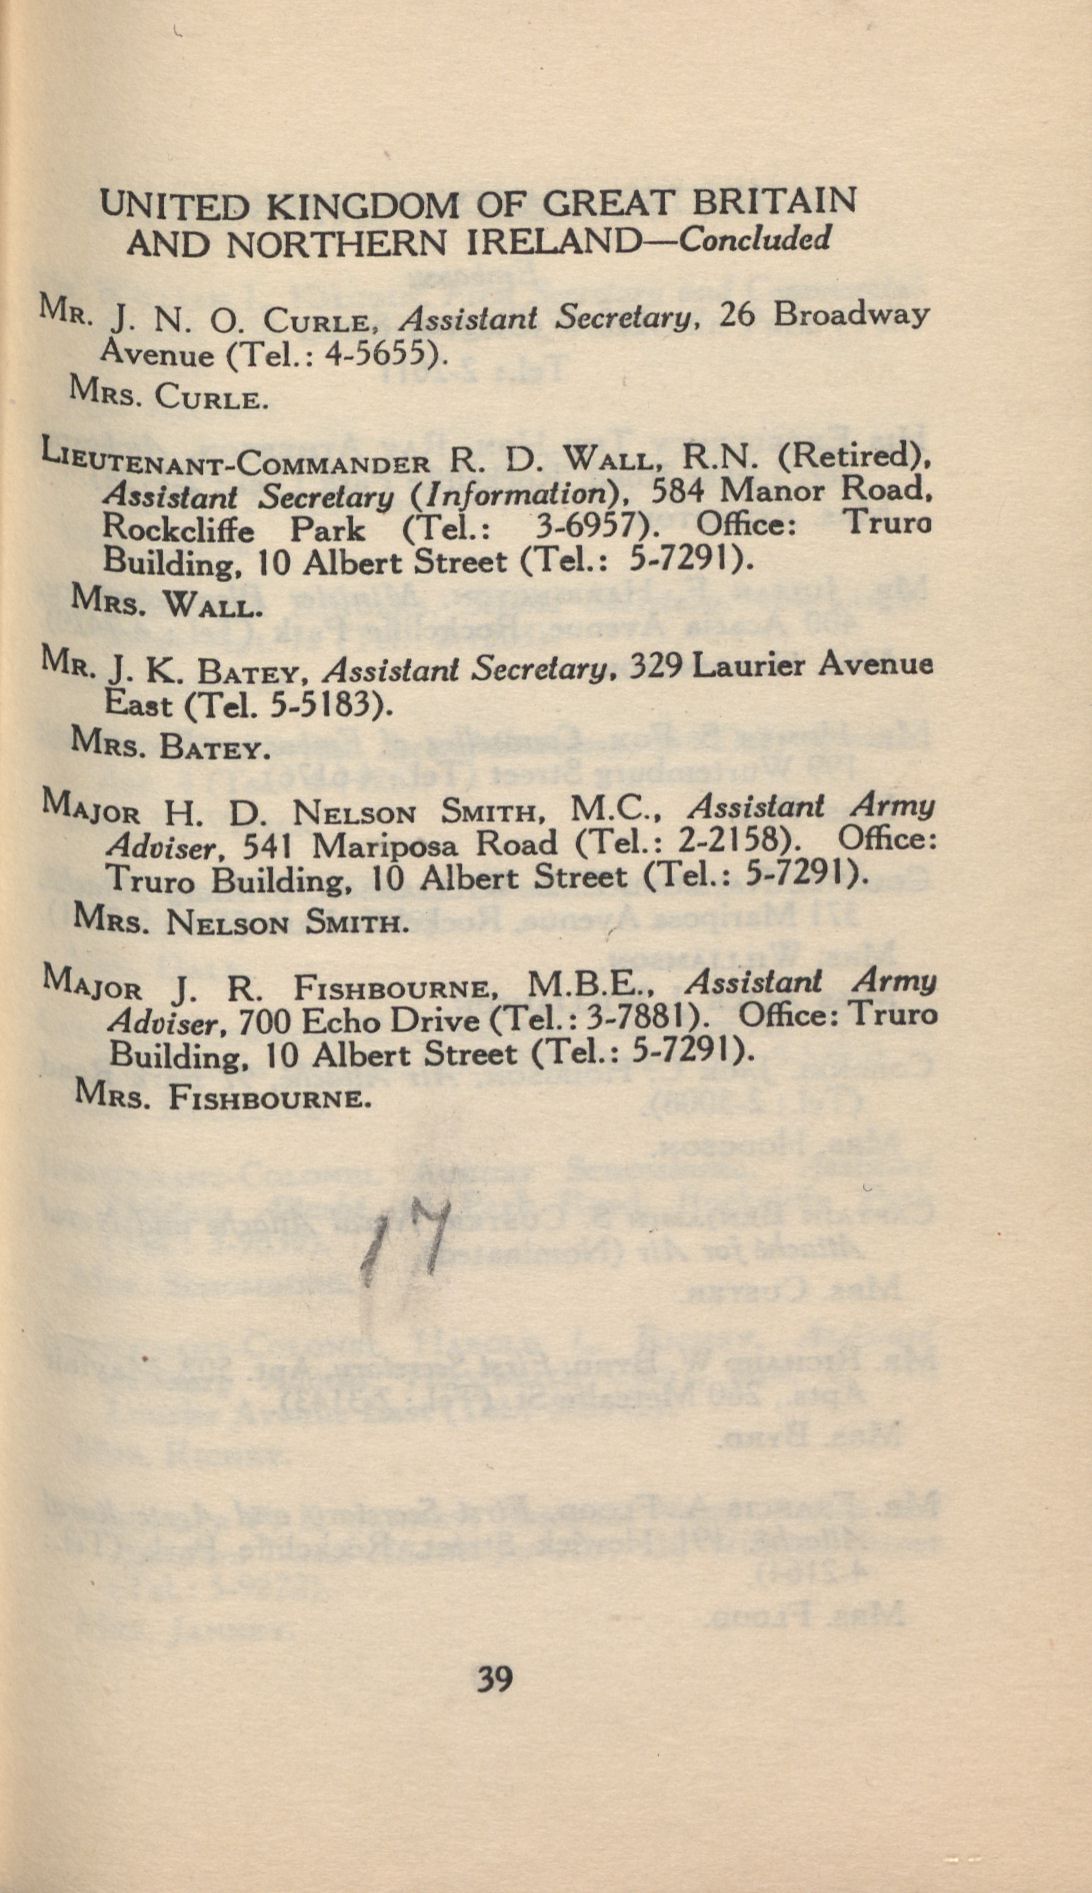 UNITED KINGDOM OF GREAT BRITAIN
AND NORTHERN IRELAND—Concluded
MR. J. N. O. CURLE, Assistant Secretary, 26 Broadway
Avenue (Tel.: 4-5655).
MRS. CURLE.
LIEUTENANT-COMMANDER R. D. WALL, R.N. (Retired),
Assistant Secretary (Information), 584 Manor Road,
Rockcliffe Park (Tel.: 3-6957). Office: Truro
Building, 10 Albert Street (Tel.: 5-7291).
MRS. WALL.
MR. J. K. BATEY, Assistant Secretary, 329 Laurier Avenue
East (Tel. 5-5183).
MRS. BATEY.
MAJOR H. D. NELSON SMITH, M.C., Assistant Army
Adviser, 541 Mariposa Road (Tel.: 2-2158). Office:
Truro Building, 10 Albert Street (Tel.: 5-7291).
MRS. NELSON SMITH.
MAJOR J. R. FISHBOURNE, M.B.E., Assistant Army
Adviser, 700 Echo Drive (Tel.: 3-7881). Office: Truro
Building, 10 Albert Street (Tel.: 5-7291).
MRS. FISHBOURNE.
17
39